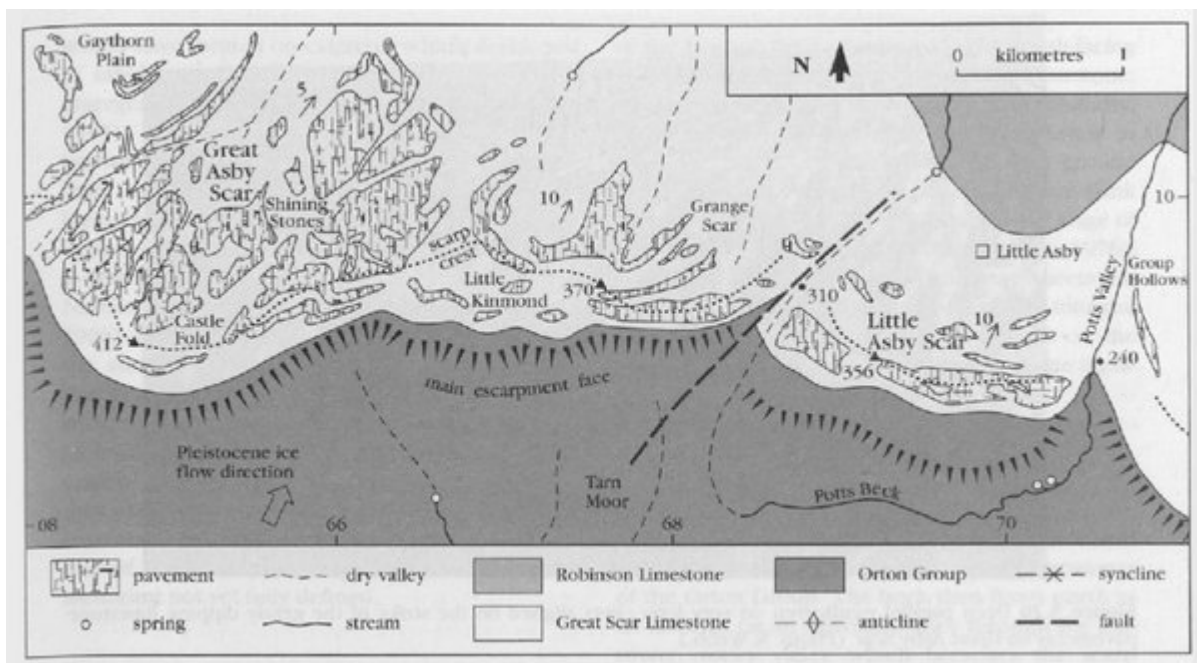 Gaythorn
Plain
5
Great
Asby
Scar
Shining
Stones
scarp
crest
10
Grange
Scar
N
0 kilometres 1
10
Little Asby
Group
Hollows
Potts Valley
Little
Kinmond
370
310
Little
Asby Scar
10
356
240
Castle
Fold
412
main escarpment face
Pleistocene ice
flow direction
Tarn
Moor
Potts Beck
08
66
68
70
pavement
dry valley
Robinson Limestone
Orton Group
syncline
spring
stream
Great Scar Limestone
anticline
fault